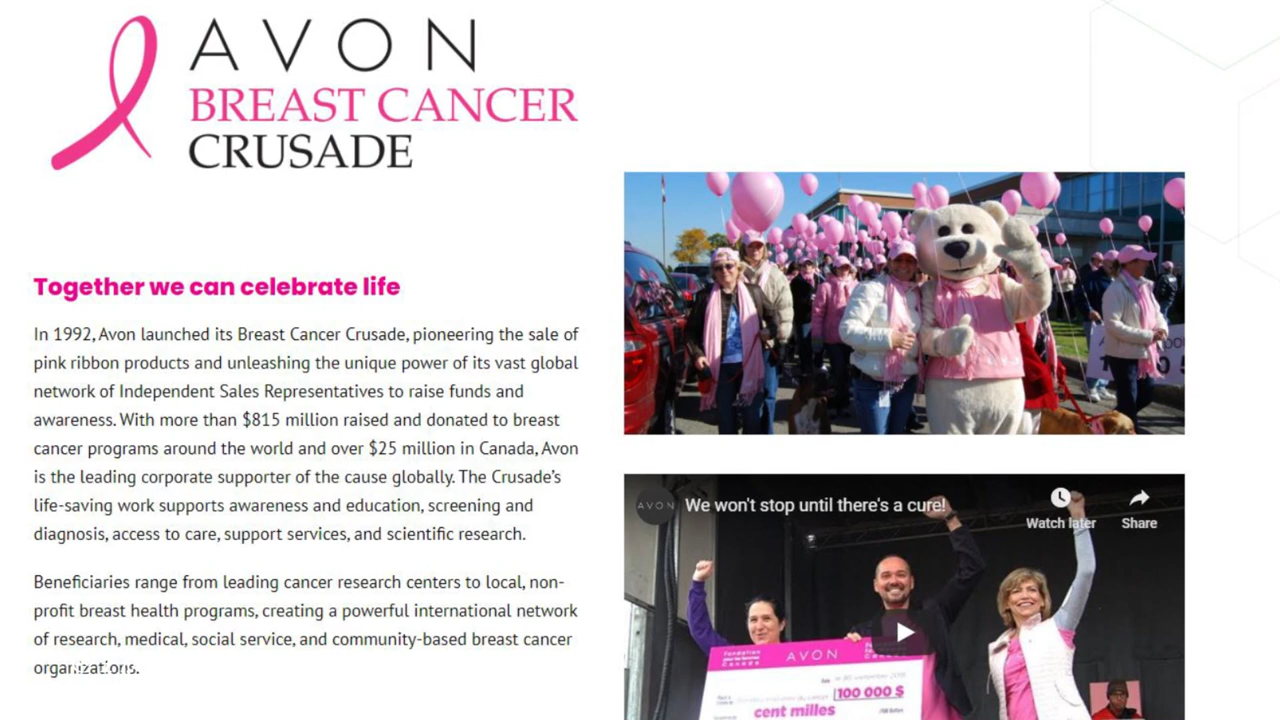 AVON
BREAST CANCER
CRUSADE
Together we can celebrate life
In 1992, Avon launched its Breast Cancer Crusade, pioneering the sale of
pink ribbon products and unleashing the unique power of its vast global
network of Independent Sales Representatives to raise funds and
awareness. With more than $815 million raised and donated to breast
cancer programs around the world and over $25 million in Canada, Avon
is the leading corporate supporter of the cause globally. The Crusade's
life-saving work supports awareness and education, screening and
diagnosis, access to care, support services, and scientific research.
Beneficiaries range from leading cancer research centers to local, non-
profit breast health programs, creating a powerful international network
of research, medical, social service, and community-based breast cancer
organizations.
AVON
We won't stop until there's a cure!
Watch later
Share
AVON
100 000 $
cent milles